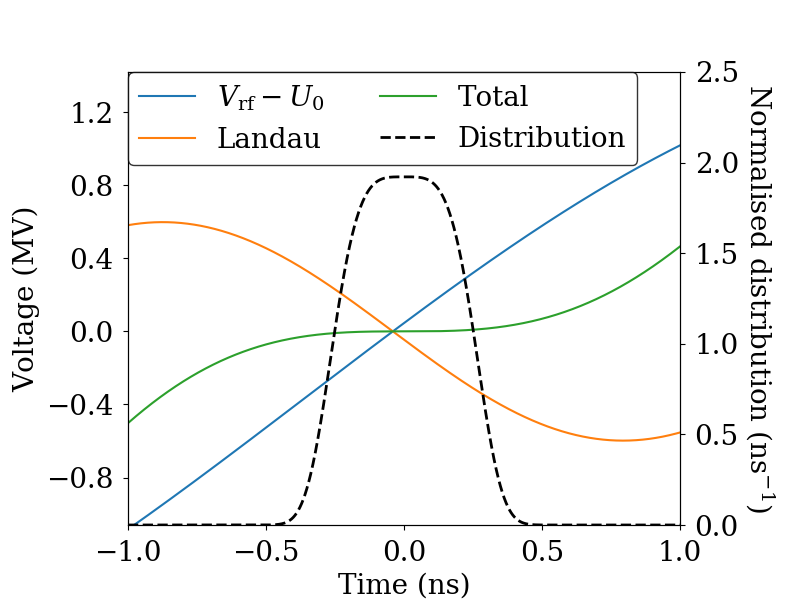 V_rf − U_0
Landau
Total
Distribution
Voltage (MV)
1.2
0.8
0.4
0.0
−0.4
−0.8
2.5
2.0
1.5
1.0
0.5
0.0
Normalised distribution (ns⁻¹)
−1.0 −0.5 0.0 0.5 1.0
Time (ns)